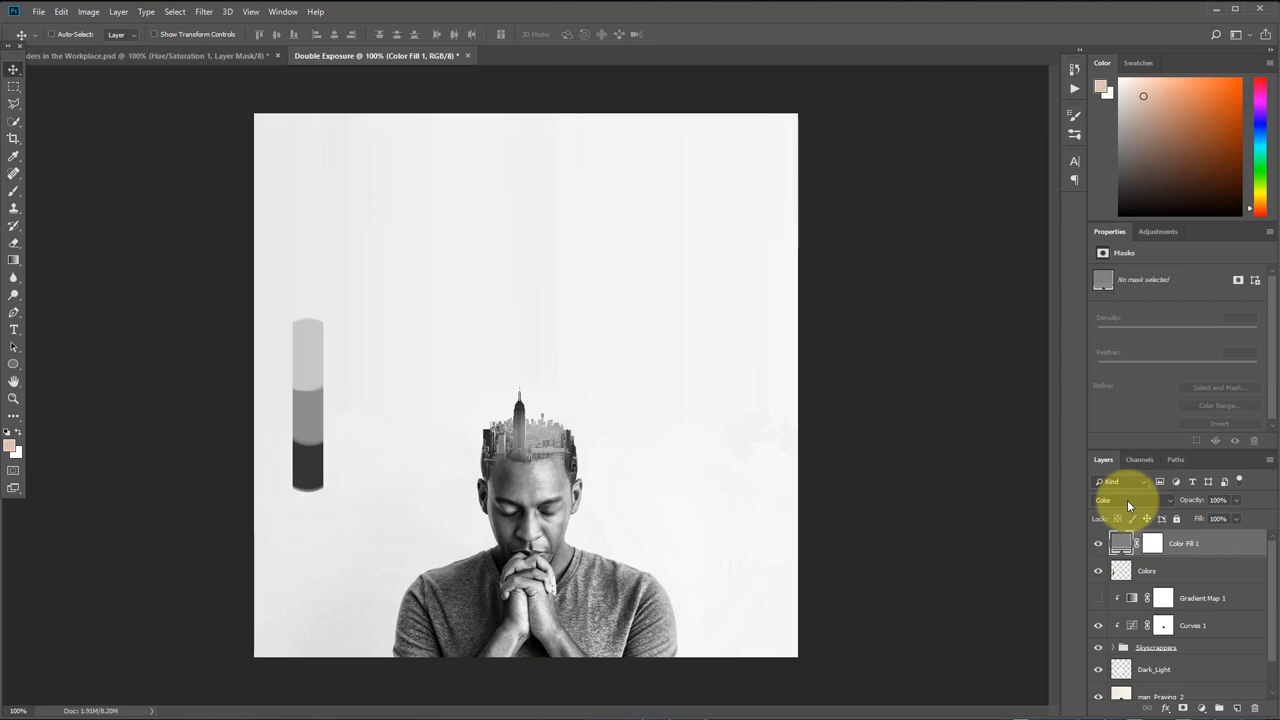 Ps File Edit Image Layer Type Select Filter 3D View Window Help
Auto-Select: Layer Show Transform Controls 3D Mode:
ders in the Workplace.psd @ 100% (Hue/Saturation 1, Layer Mask/8) * × Double Exposure @ 100% (Color Fill 1, RGB/8) * ×
Color Swatches
Properties Adjustments
Masks
No mask selected
Density:
Feather:
Refine: Select and Mask...
Color Range...
Invert
Layers Channels Paths
Kind
Color Opacity: 100%
Lock: Fill: 100%
Color Fill 1
Colors
Gradient Map 1
Curves 1
Skyscrappers
Dark_Light
man_Praying_2
100% Doc: 1.91M/8.20M